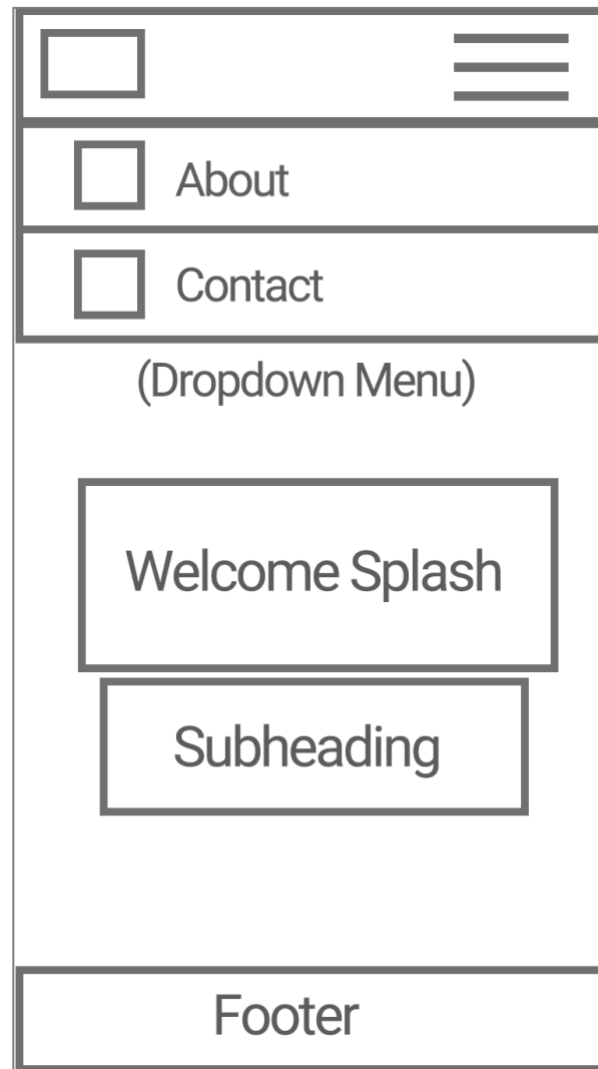 About
Contact
(Dropdown Menu)
Welcome Splash
Subheading
Footer